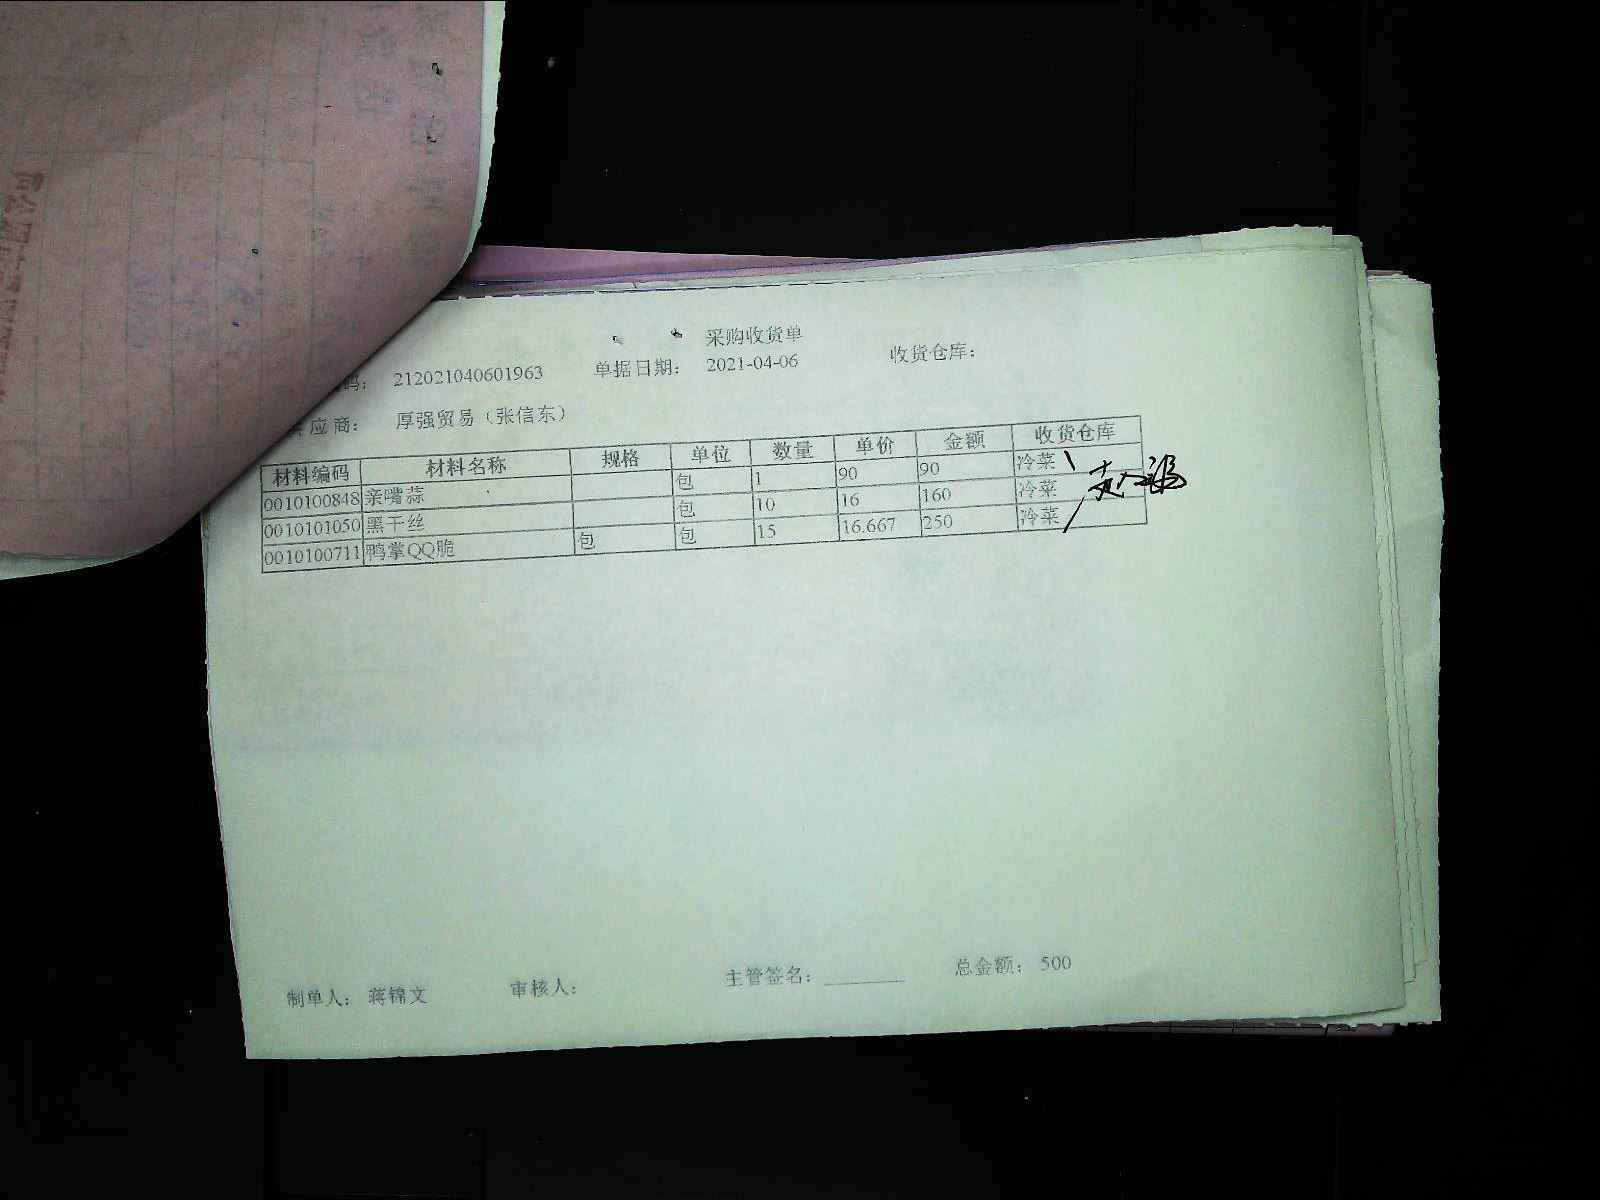 采购收货单
码: 212021040601963 单据日期: 2021-04-06 收货仓库:
应商: 厚强贸易（张信东）
材料编码 材料名称 规格 单位 数量 单价 金额 收货仓库
0010100848 亲嘴蒜 包 1 90 90 冷菜
0010101050 黑干丝 包 10 16 160 冷菜
0010100711 鸭掌QQ脆 包 包 15 16.667 250 冷菜
制单人: 蒋锦文 审核人: 主管签名: 总金额: 500